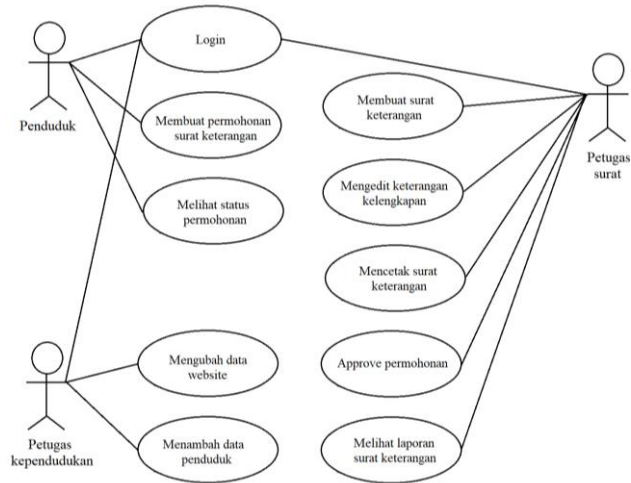 Login
Penduduk
Membuat permohonan
surat keterangan
Melihat status
permohonan
Membuat surat
keterangan
Petugas
surat
Mengedit keterangan
kelengkapan
Mencetak surat
keterangan
Mengubah data
website
Approve permohonan
Petugas
kependudukan
Menambah data
penduduk
Melihat laporan
surat keterangan